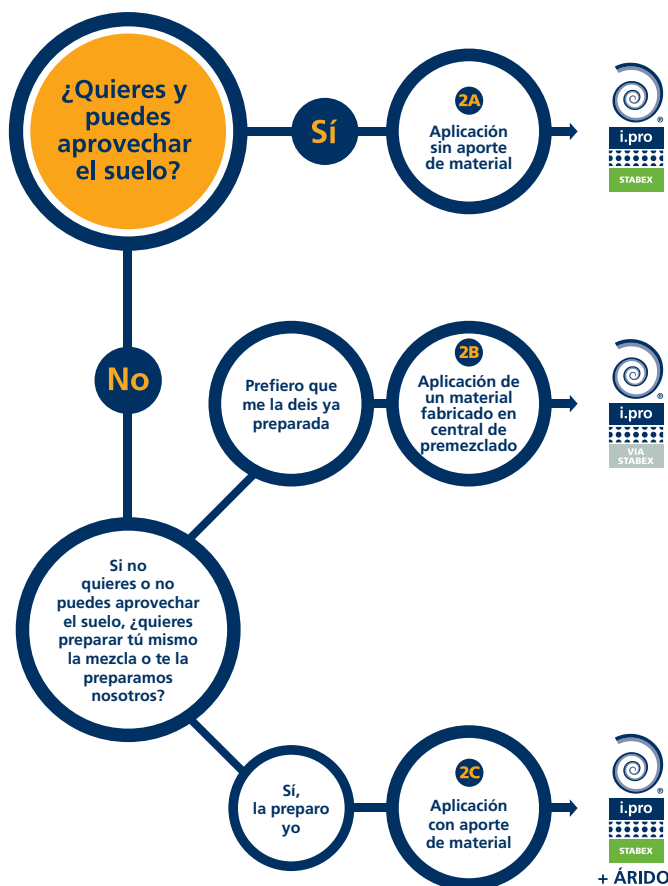 ¿Quieres y
puedes
aprovechar
el suelo?
Sí
2A
Aplicación
sin aporte
de material
®
i.pro
STABEX
No
Prefiero que
me la deis ya
preparada
2B
Aplicación de
un material
fabricado en
central de
premezclado
®
i.pro
VIA
STABEX
Si no
quieres o no
puedes aprovechar
el suelo, ¿quieres
preparar tú mismo
la mezcla o te la
preparamos
nosotros?
Sí,
la preparo
yo
2C
Aplicación
con aporte
de material
®
i.pro
STABEX
+ ÁRIDO